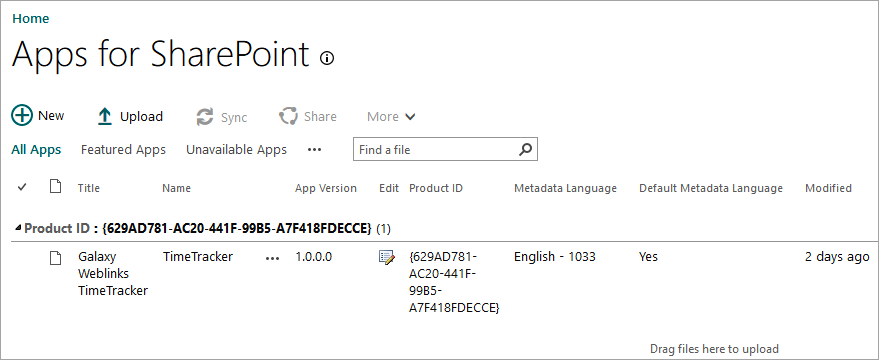 Home
Apps for SharePoint
New Upload Sync Share More
All Apps Featured Apps Unavailable Apps ••• Find a file
Title Name App Version Edit Product ID Metadata Language Default Metadata Language Modified
Product ID : {629AD781-AC20-441F-99B5-A7F418FDECCE} (1)
Galaxy TimeTracker ••• 1.0.0.0 {629AD781- English - 1033 Yes 2 days ago
Weblinks AC20-441F-
TimeTracker 99B5-
A7F418FDECCE}
Drag files here to upload